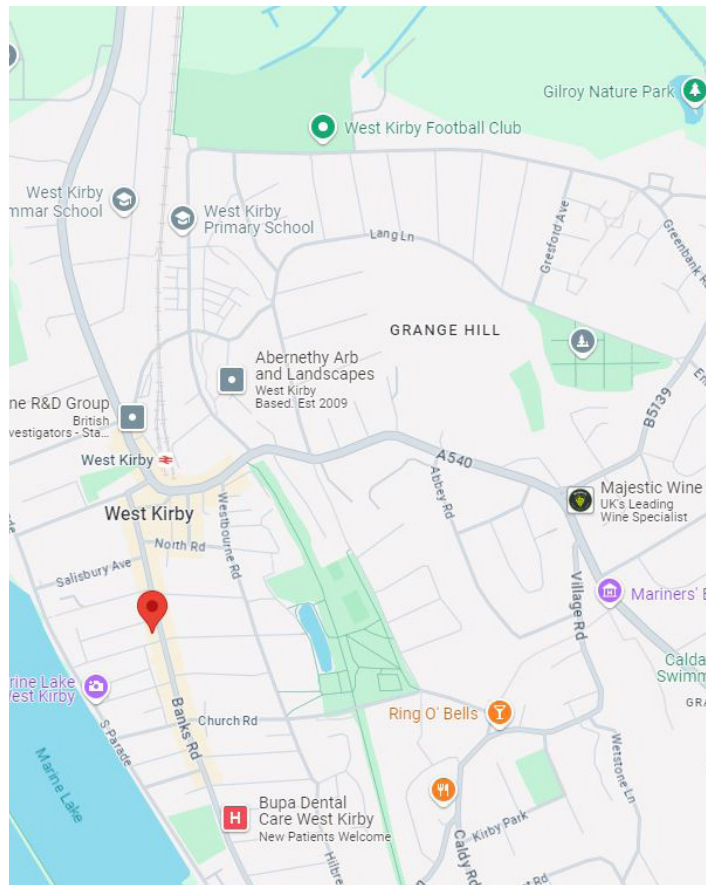 Gilroy Nature Park
West Kirby Football Club
West Kirby
mmar School
West Kirby
Primary School
Lang Ln
Gresford Ave
Greenbank
GRANGE HILL
Abernethy Arb
and Landscapes
West Kirby
Based. Est 2009
ne R&D Group
British
vestigators - Sta...
B5139
West Kirby
A540
Abbey Rd
Majestic Wine
UK's Leading
Wine Specialist
West Kirby
Westbourne Rd
North Rd
Salisbury Ave
Village Rd
Mariners'
Calda
Swimm
GRA
rine Lake
West Kirby
S Parade
Banks Rd
Church Rd
Ring O' Bells
Wetstone Ln
Marine Lake
Bupa Dental
Care West Kirby
New Patients Welcome
Hilbre
Caldy Rd
Kirby Park
Rd